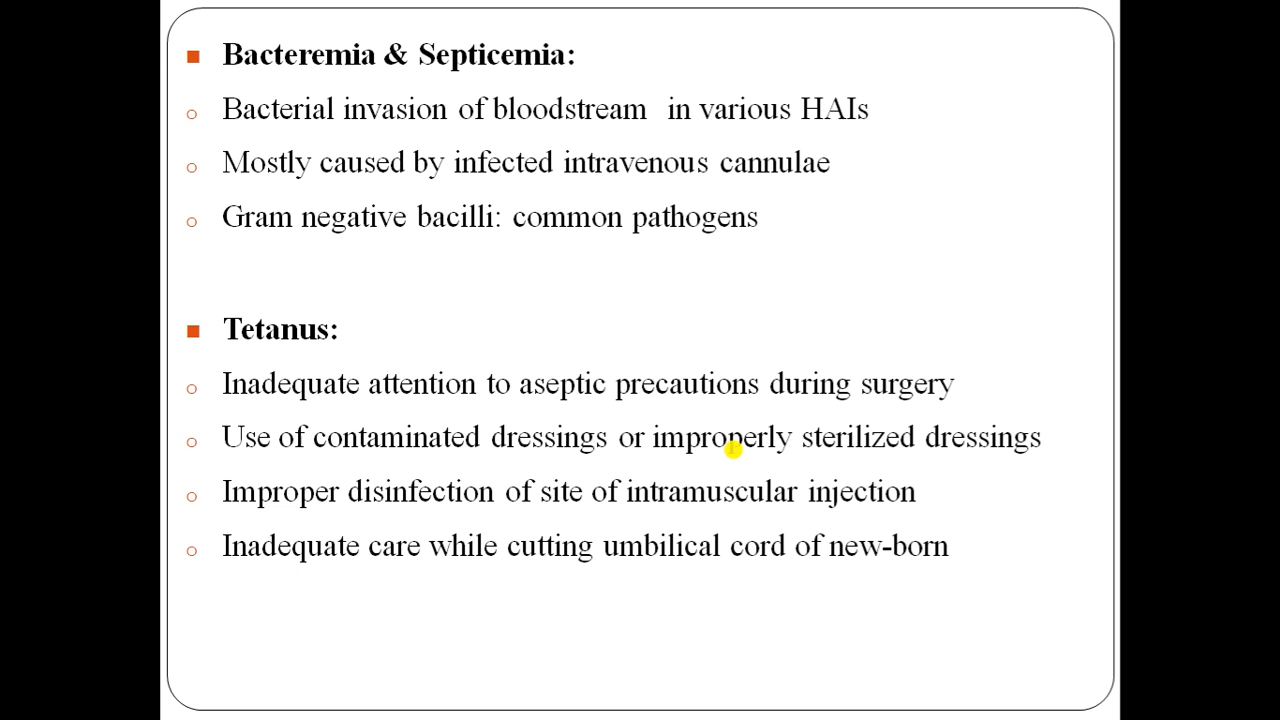 Bacteremia & Septicemia:
Bacterial invasion of bloodstream in various HAIs
Mostly caused by infected intravenous cannulae
Gram negative bacilli: common pathogens
Tetanus:
Inadequate attention to aseptic precautions during surgery
Use of contaminated dressings or improperly sterilized dressings
Improper disinfection of site of intramuscular injection
Inadequate care while cutting umbilical cord of new-born